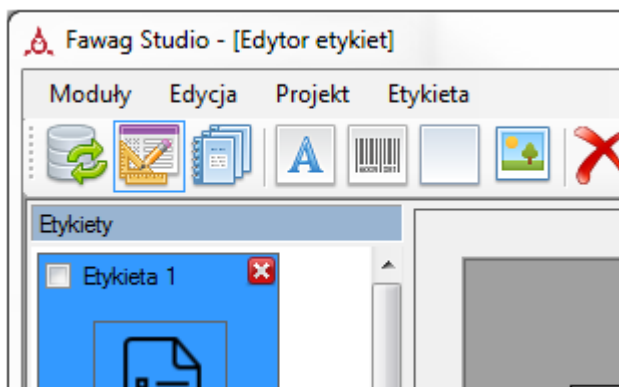 Fawag Studio - [Edytor etykiet]
Moduły Edycja Projekt Etykieta
A
Etykiety
Etykieta 1